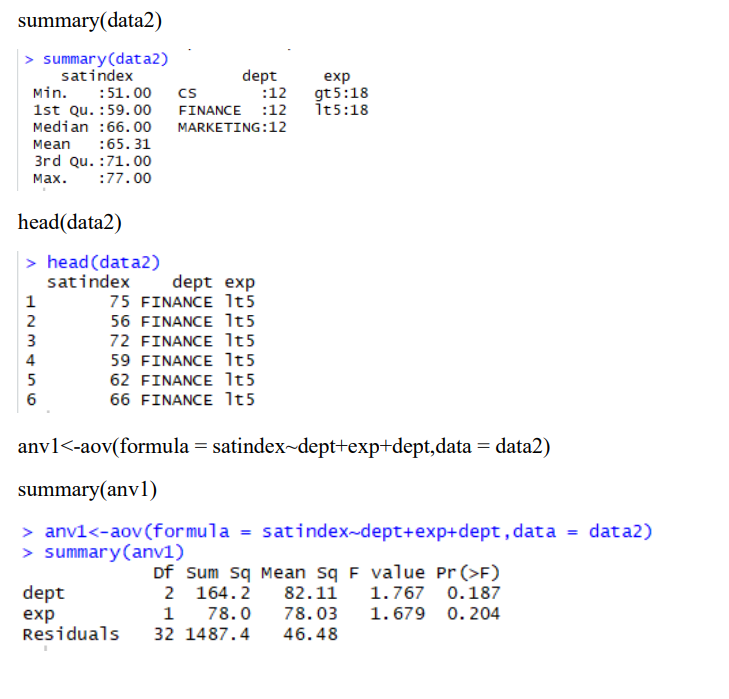 summary(data2)
> summary(data2)
satindex dept exp
Min. :51.00 CS :12 gt5:18
1st Qu.:59.00 FINANCE :12 lt5:18
Median :66.00 MARKETING:12
Mean :65.31
3rd Qu.:71.00
Max. :77.00
head(data2)
> head(data2)
satindex dept exp
1 75 FINANCE lt5
2 56 FINANCE lt5
3 72 FINANCE lt5
4 59 FINANCE lt5
5 62 FINANCE lt5
6 66 FINANCE lt5
anv1<-aov(formula = satindex~dept+exp+dept,data = data2)
summary(anv1)
> anv1<-aov(formula = satindex~dept+exp+dept,data = data2)
> summary(anv1)
Df Sum Sq Mean Sq F value Pr(>F)
dept 2 164.2 82.11 1.767 0.187
exp 1 78.0 78.03 1.679 0.204
Residuals 32 1487.4 46.48